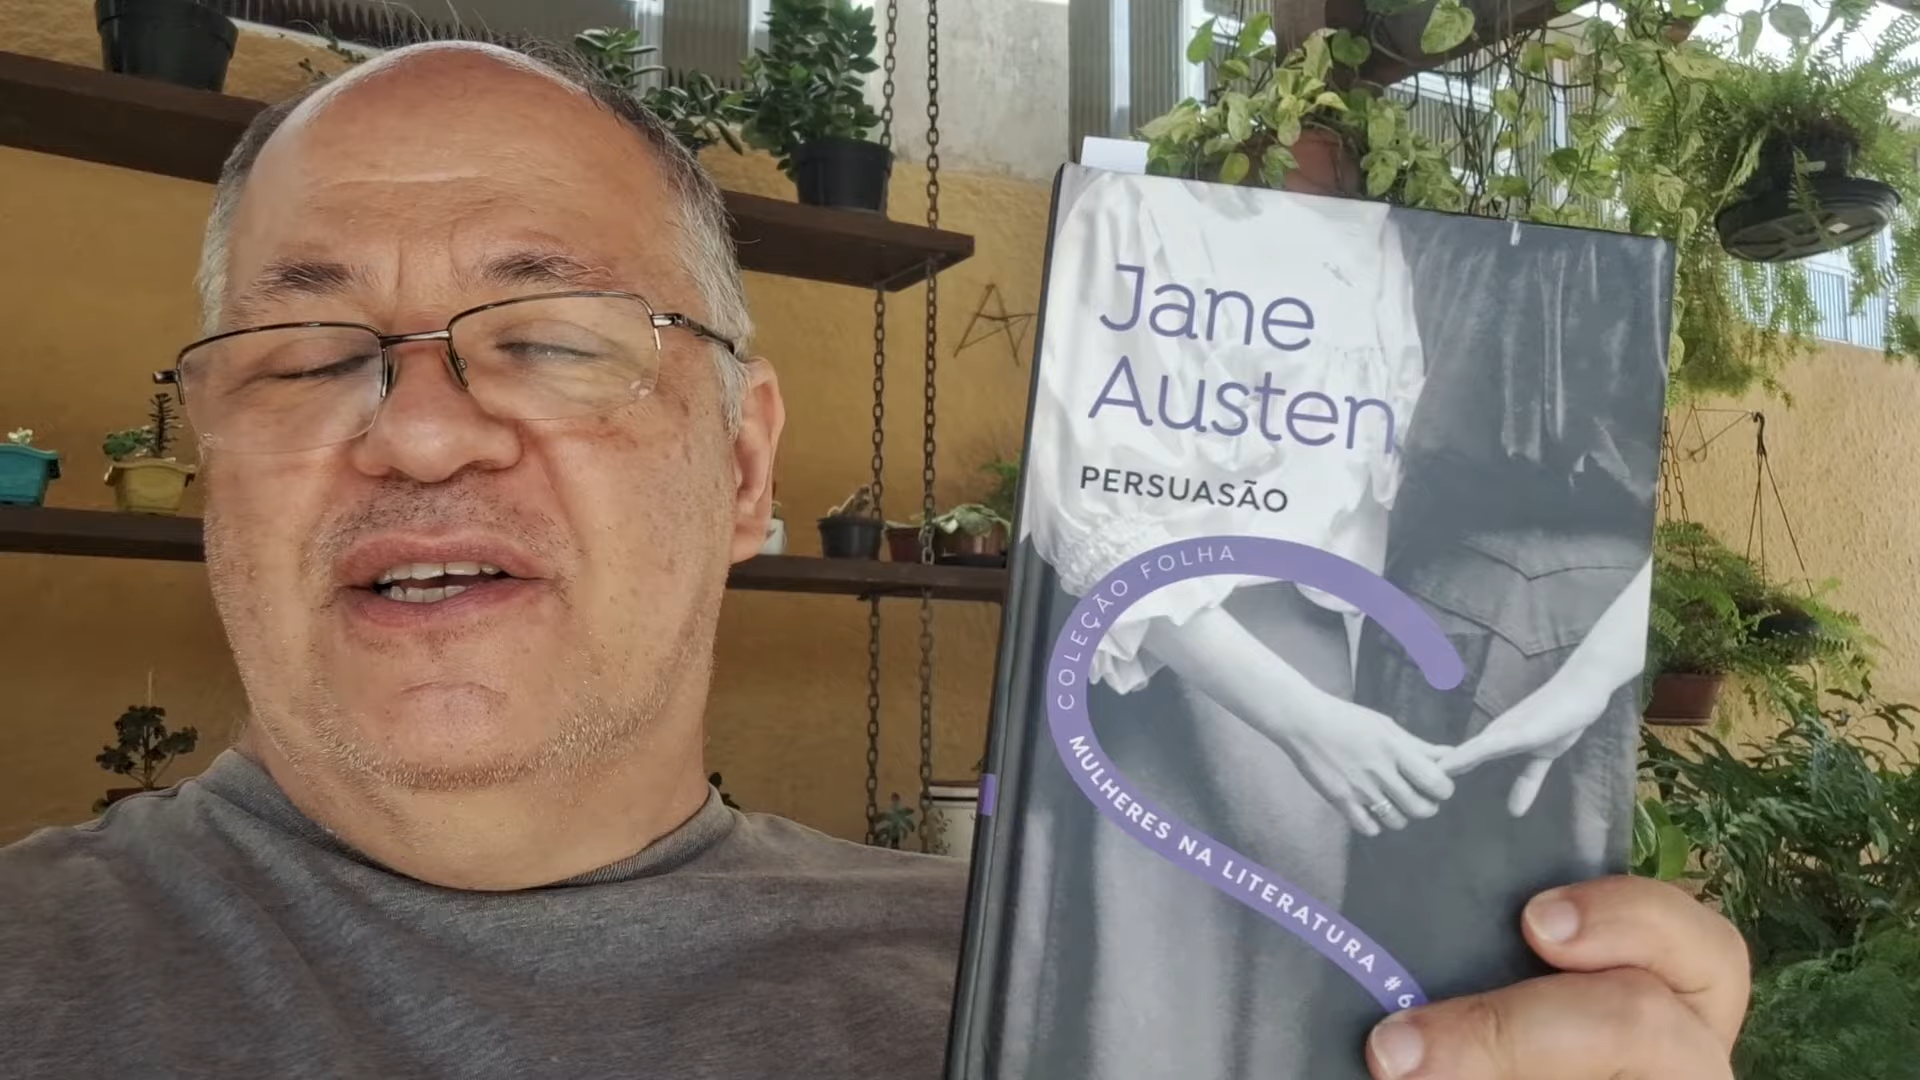 Jane
Austen
PERSUASÃO
COLEÇÃO FOLHA
MULHERES NA LITERATURA #6